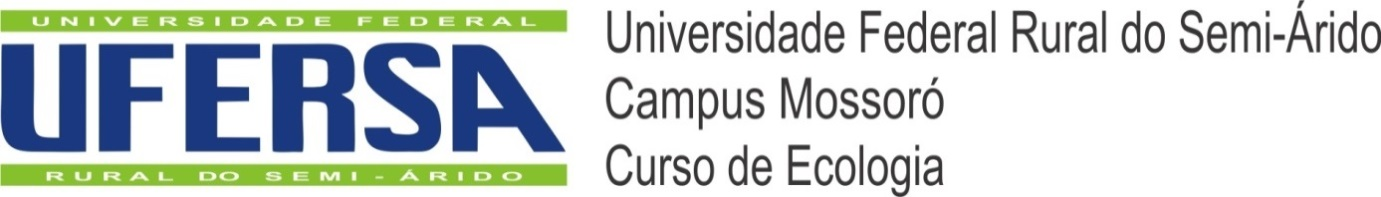 UNIVERSIDADE FEDERAL
UFERSA
RURAL DO SEMI-ÁRIDO
Universidade Federal Rural do Semi-Árido
Campus Mossoró
Curso de Ecologia